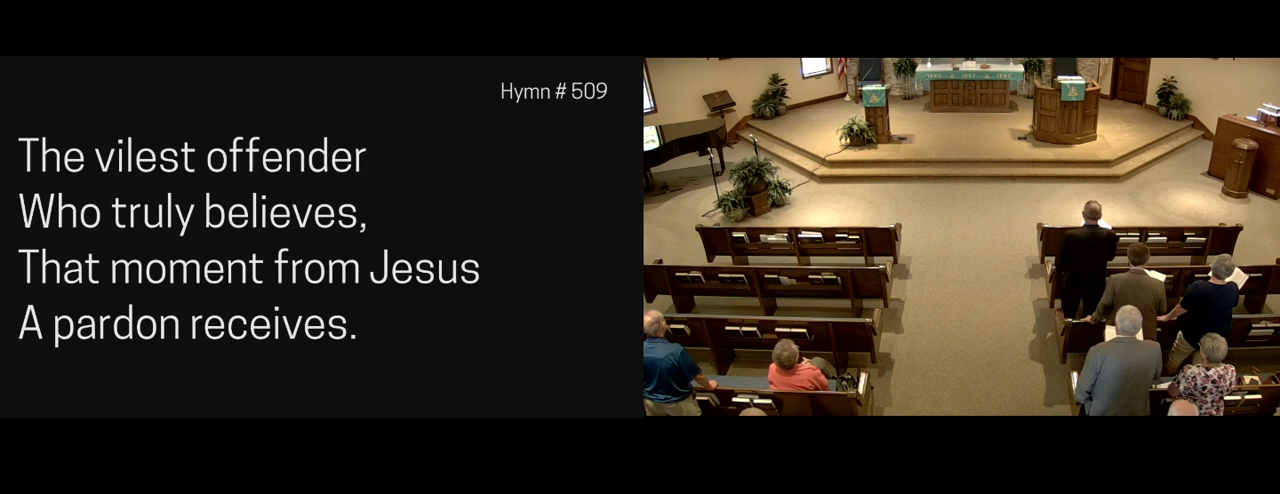 Hymn # 509
The vilest offender
Who truly believes,
That moment from Jesus
A pardon receives.